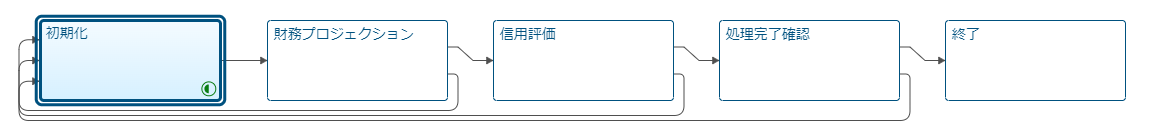 初期化
財務プロジェクション
信用評価
処理完了確認
終了